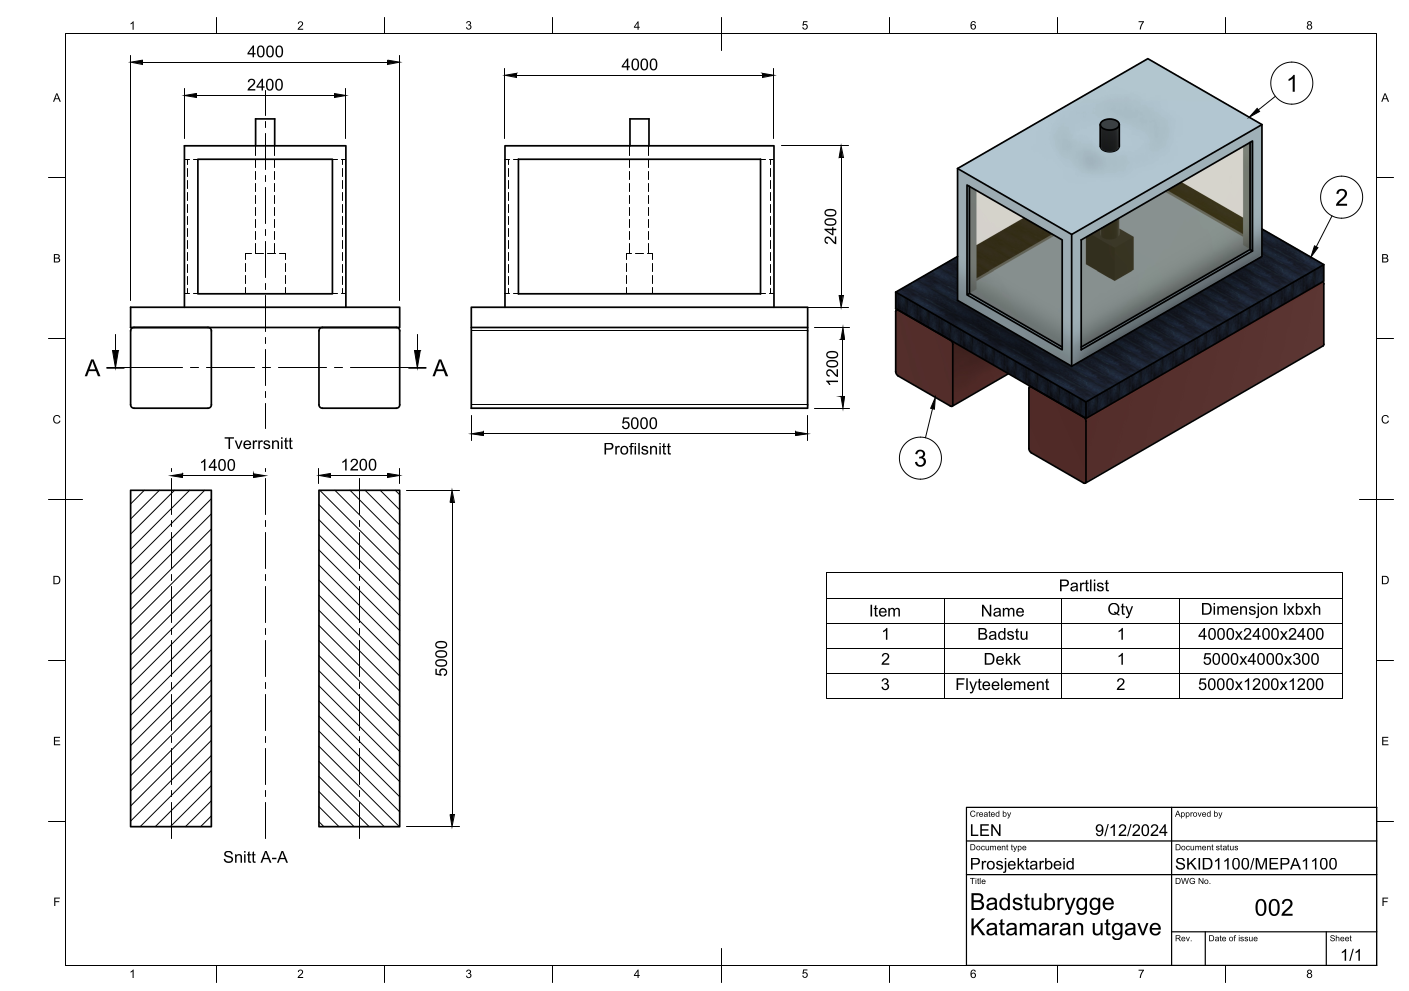 1 2 3 4 5 6 7 8
4000
2400
4000
2400
1200
5000
A A
Tverrsnitt
Profilsnitt
1
2
3
1400
1200
5000
Snitt A-A
Partlist
Item Name Qty Dimensjon lxbxh
1 Badstu 1 4000x2400x2400
2 Dekk 1 5000x4000x300
3 Flyteelement 2 5000x1200x1200
Created by
LEN 9/12/2024
Approved by
Document type
Prosjektarbeid
Document status
SKID1100/MEPA1100
Title
Badstubrygge
Katamaran utgave
DWG No.
002
Rev.
Date of issue
Sheet
1/1
A A
B B
C C
D D
E E
F F
1 2 3 4 5 6 7 8